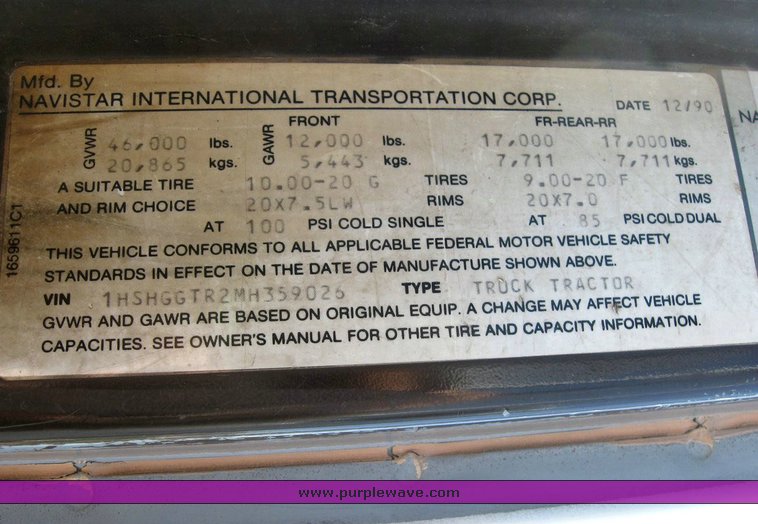 Mfd. By
NAVISTAR INTERNATIONAL TRANSPORTATION CORP. DATE 12/90
FRONT FR-REAR-RR
GVWR 46,000 lbs. GAWR 12,000 lbs. 17,000 17,000 lbs.
20,865 kgs. 5,443 kgs. 7,711 7,711 kgs.
A SUITABLE TIRE 10.00-20 G TIRES 9.00-20 F TIRES
AND RIM CHOICE 20X7.5LW RIMS 20X7.0 RIMS
AT 100 PSI COLD SINGLE AT 85 PSI COLD DUAL
THIS VEHICLE CONFORMS TO ALL APPLICABLE FEDERAL MOTOR VEHICLE SAFETY
STANDARDS IN EFFECT ON THE DATE OF MANUFACTURE SHOWN ABOVE.
VIN 1HSHGGTR2MH359026 TYPE TRUCK TRACTOR
GVWR AND GAWR ARE BASED ON ORIGINAL EQUIP. A CHANGE MAY AFFECT VEHICLE
CAPACITIES. SEE OWNER'S MANUAL FOR OTHER TIRE AND CAPACITY INFORMATION.
1659611C1
NA
www.purplewave.com